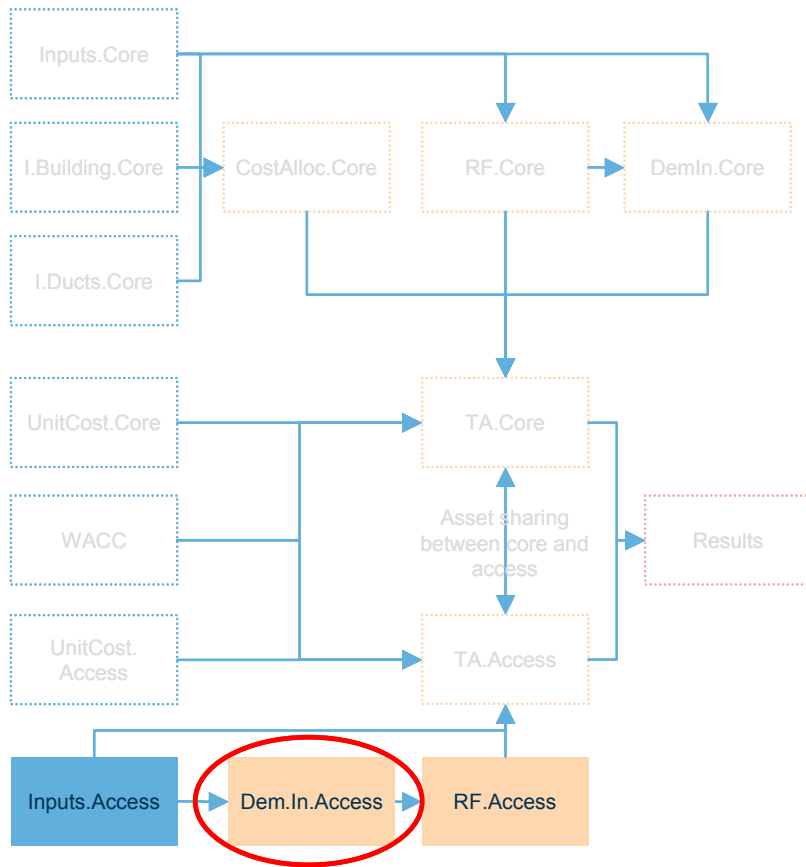 Inputs.Core
I.Building.Core
CostAlloc.Core
RF.Core
DemIn.Core
I.Ducts.Core
UnitCost.Core
TA.Core
WACC
Asset sharing
between core and
access
Results
UnitCost.
Access
TA.Access
Inputs.Access
Dem.In.Access
RF.Access